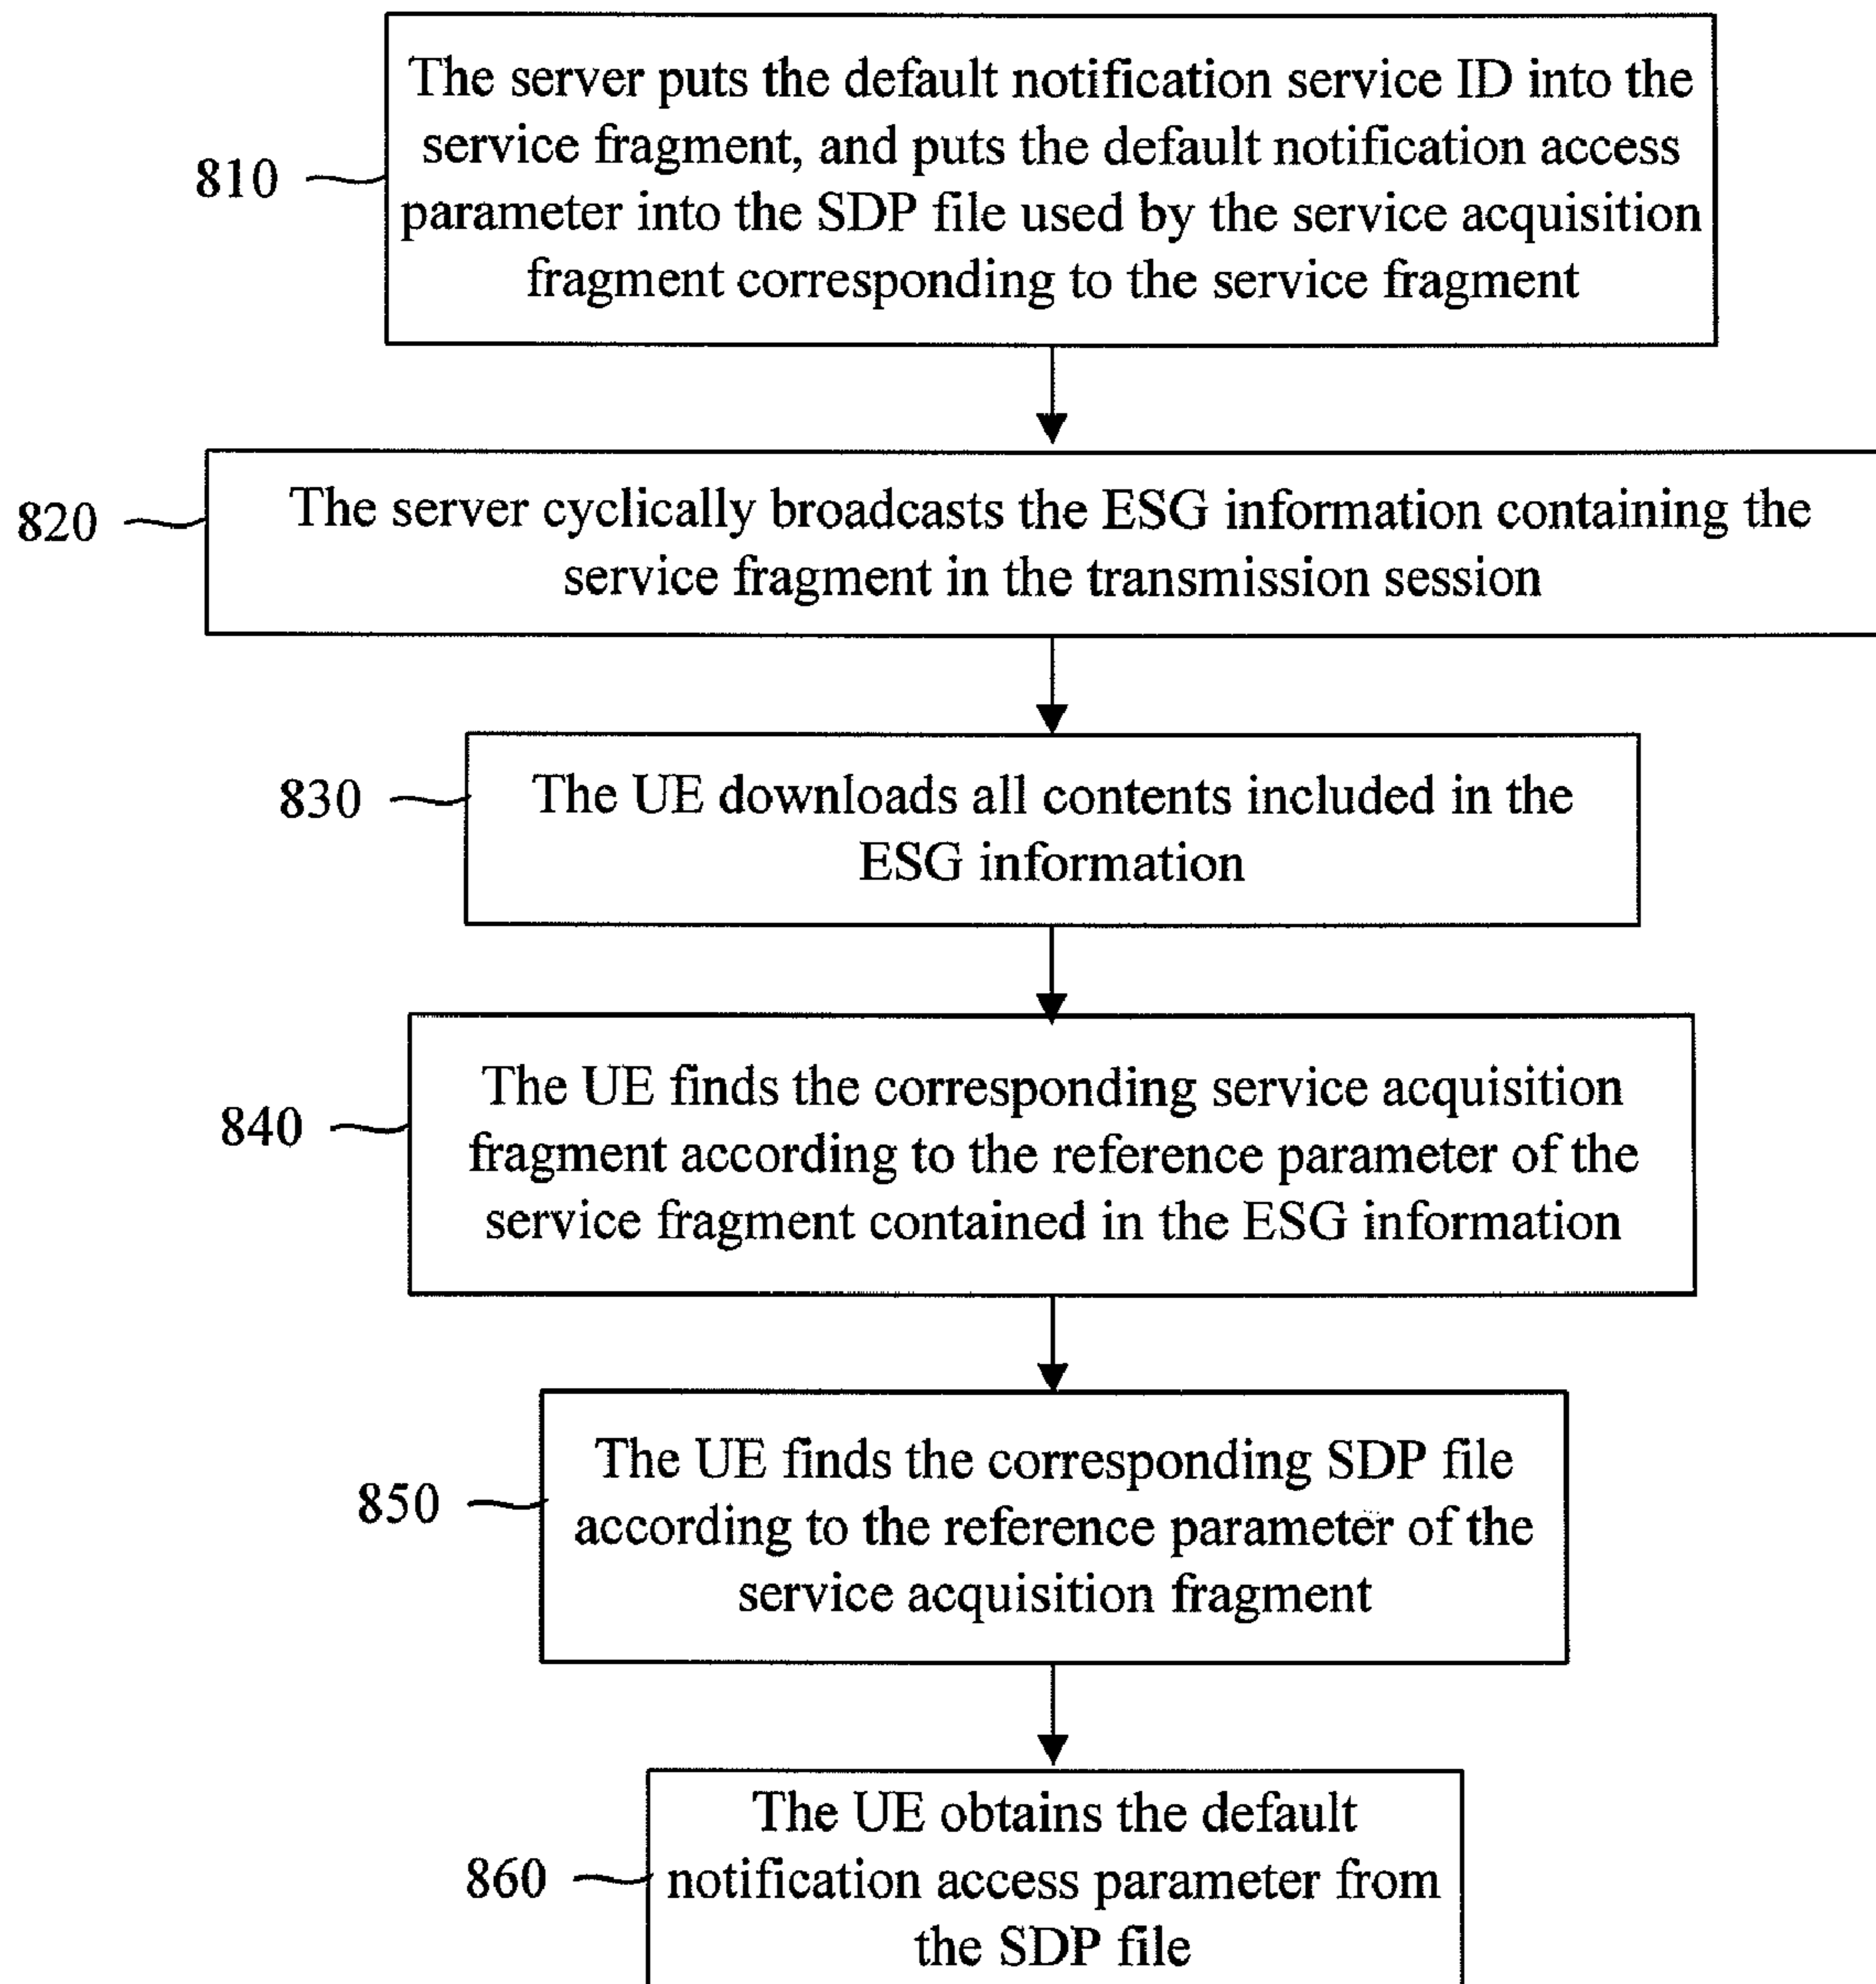 The server puts the default notification service ID into the
service fragment, and puts the default notification access
810
parameter into the SDP file used by the service acquisition
fragment corresponding to the service fragment
820
The server cyclically broadcasts the ESG information containing the
service fragment in the transmission session
830
The UE downloads all contents included in the
ESG information
840
The UE finds the corresponding service acquisition
fragment according to the reference parameter of the
service fragment contained in the ESG information
850
The UE finds the corresponding SDP file
according to the reference parameter of the
service acquisition fragment
860
The UE obtains the default
notification access parameter from
the SDP file